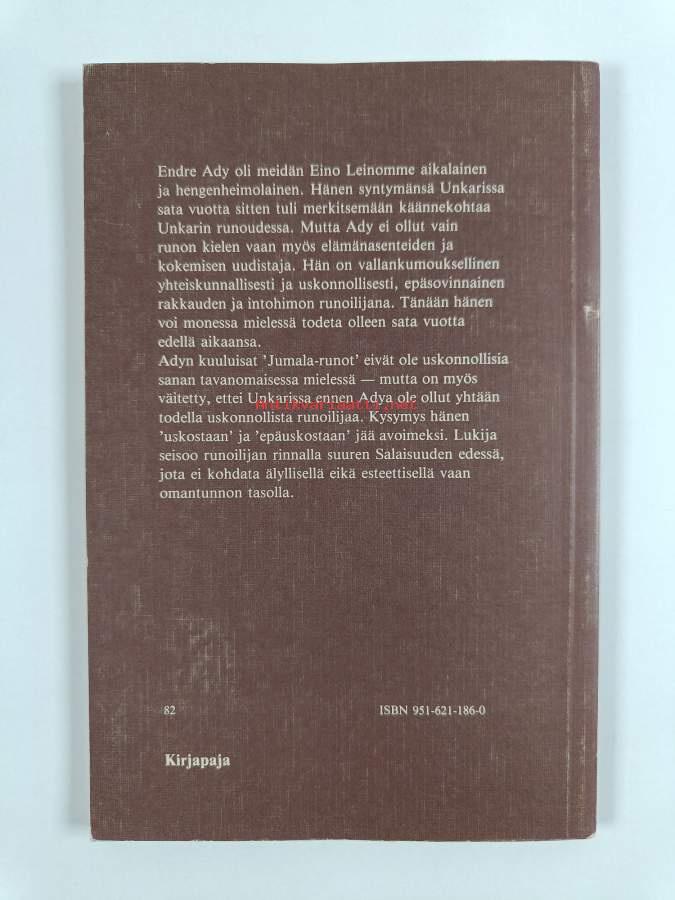 Endre Ady oli meidän Eino Leinomme aikalainen
ja hengenheimolainen. Hänen syntymänsä Unkarissa
sata vuotta sitten tuli merkitsemään käännekohtaa
Unkarin runoudessa. Mutta Ady ei ollut vain
runon kielen vaan myös elämänasenteiden ja
kokemisen uudistaja. Hän on vallankumouksellinen
yhteiskunnallisesti ja uskonnollisesti, epäsovinnainen
rakkauden ja intohimon runoilijana. Tänään hänen
voi monessa mielessä todeta olleen sata vuotta
edellä aikaansa.
Adyn kuuluisat 'Jumala-runot' eivät ole uskonnollisia
sanan tavanomaisessa mielessä — mutta on myös
väitetty, ettei Unkarissa ennen Adya ole ollut yhtään
Antikvariaatti.net
todella uskonnollista runoilijaa. Kysymys hänen
'uskostaan' ja 'epäuskostaan' jää avoimeksi. Lukija
seisoo runoilijan rinnalla suuren Salaisuuden edessä,
jota ei kohdata älyllisellä eikä esteettisellä vaan
omantunnon tasolla.
82
ISBN 951-621-186-0
Kirjapaja